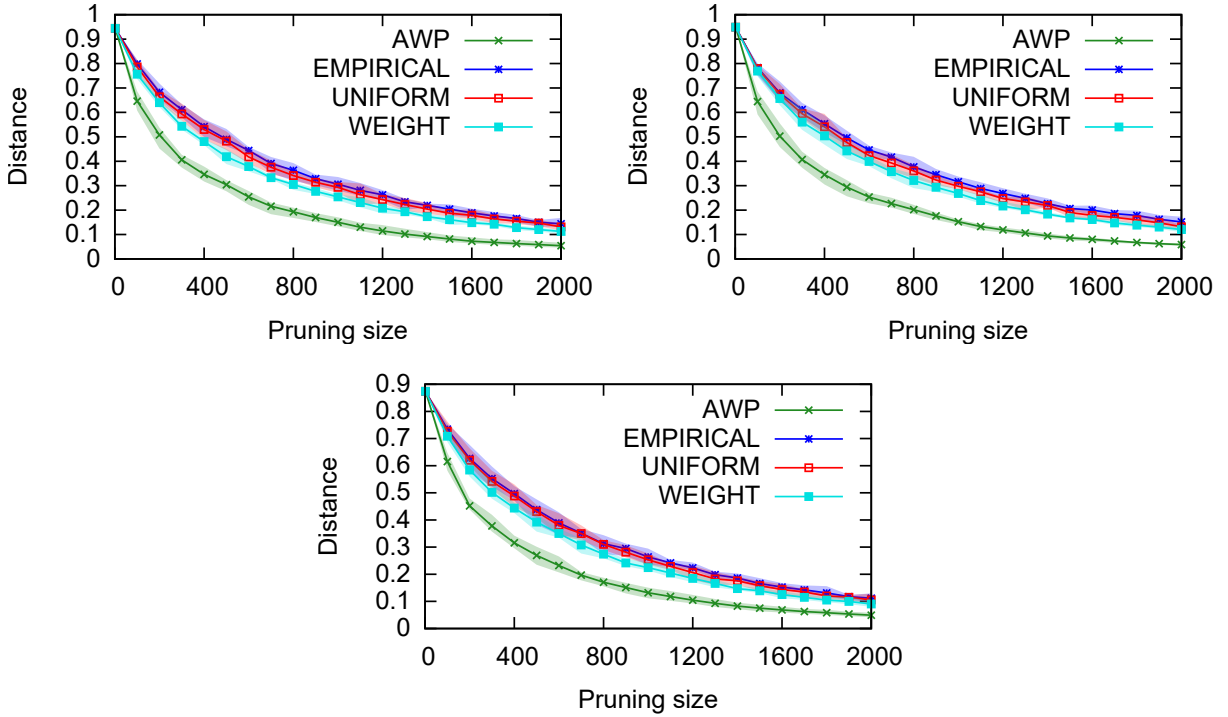 1
0.9
0.8
0.7
0.6
0.5
0.4
0.3
0.2
0.1
0
Distance
AWP
EMPIRICAL
UNIFORM
WEIGHT
0 400 800 1200 1600 2000
Pruning size
1
0.9
0.8
0.7
0.6
0.5
0.4
0.3
0.2
0.1
0
Distance
AWP
EMPIRICAL
UNIFORM
WEIGHT
0 400 800 1200 1600 2000
Pruning size
0.9
0.8
0.7
0.6
0.5
0.4
0.3
0.2
0.1
0
Distance
AWP
EMPIRICAL
UNIFORM
WEIGHT
0 400 800 1200 1600 2000
Pruning size